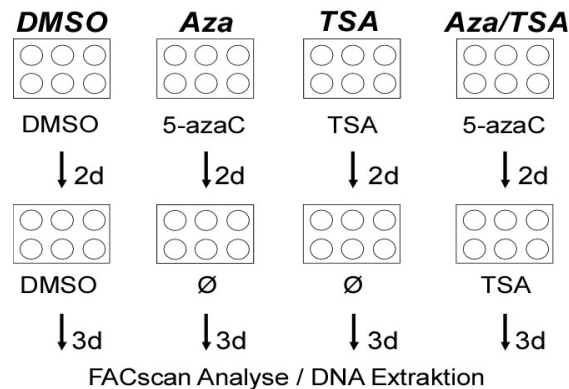 DMSO Aza TSA Aza/TSA
DMSO 5-azaC TSA 5-azaC
2d 2d 2d 2d
DMSO Ø Ø TSA
3d 3d 3d 3d
FACscan Analyse / DNA Extraktion